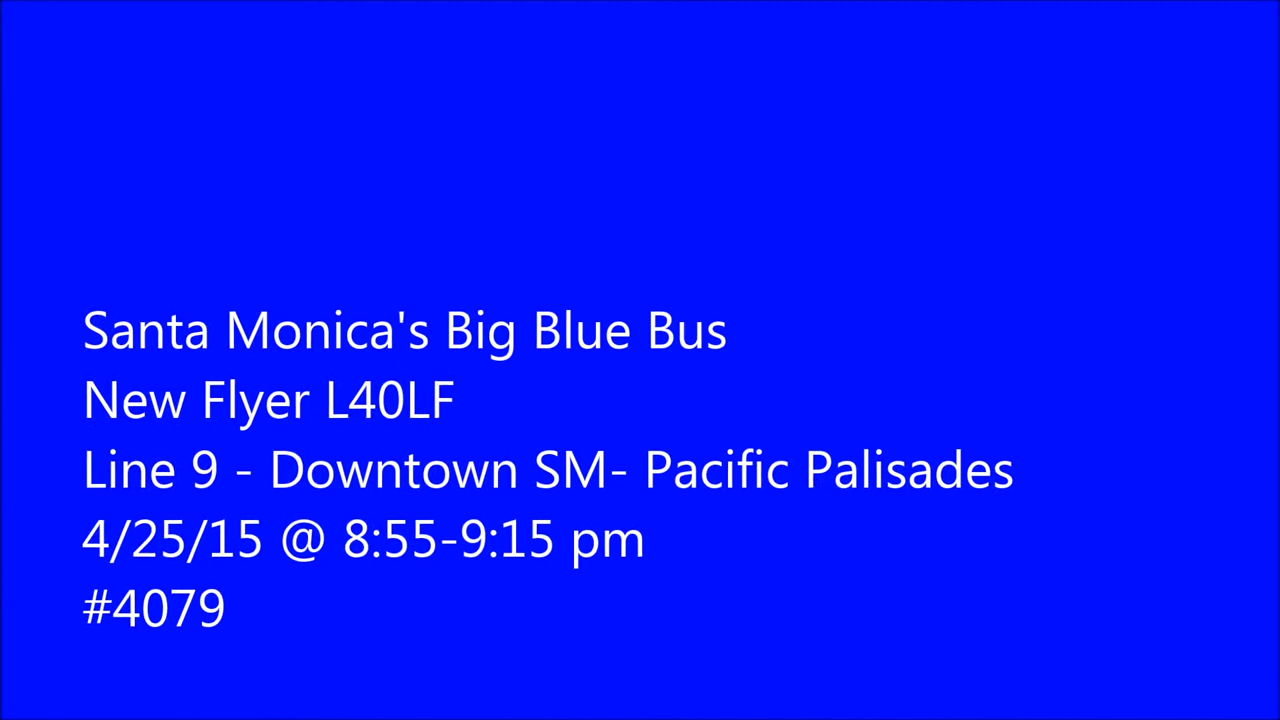 Santa Monica's Big Blue Bus
New Flyer L40LF
Line 9 - Downtown SM- Pacific Palisades
4/25/15 @ 8:55-9:15 pm
#4079